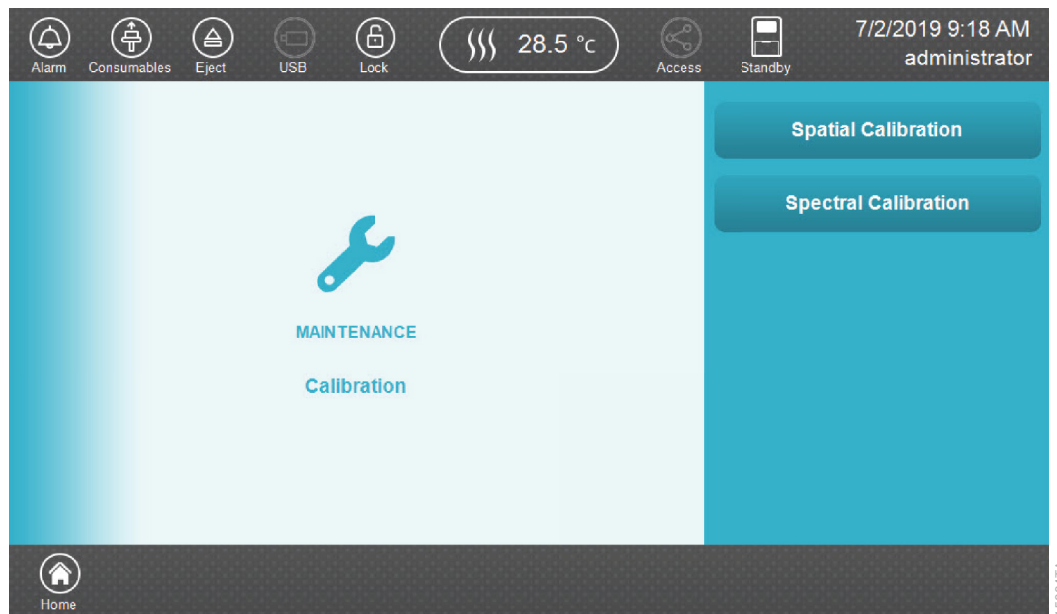 7/2/2019 9:18 AM
administrator
Alarm
Consumables
Eject
USB
Lock
28.5 °C
Access
Standby
Spatial Calibration
Spectral Calibration
MAINTENANCE
Calibration
Home